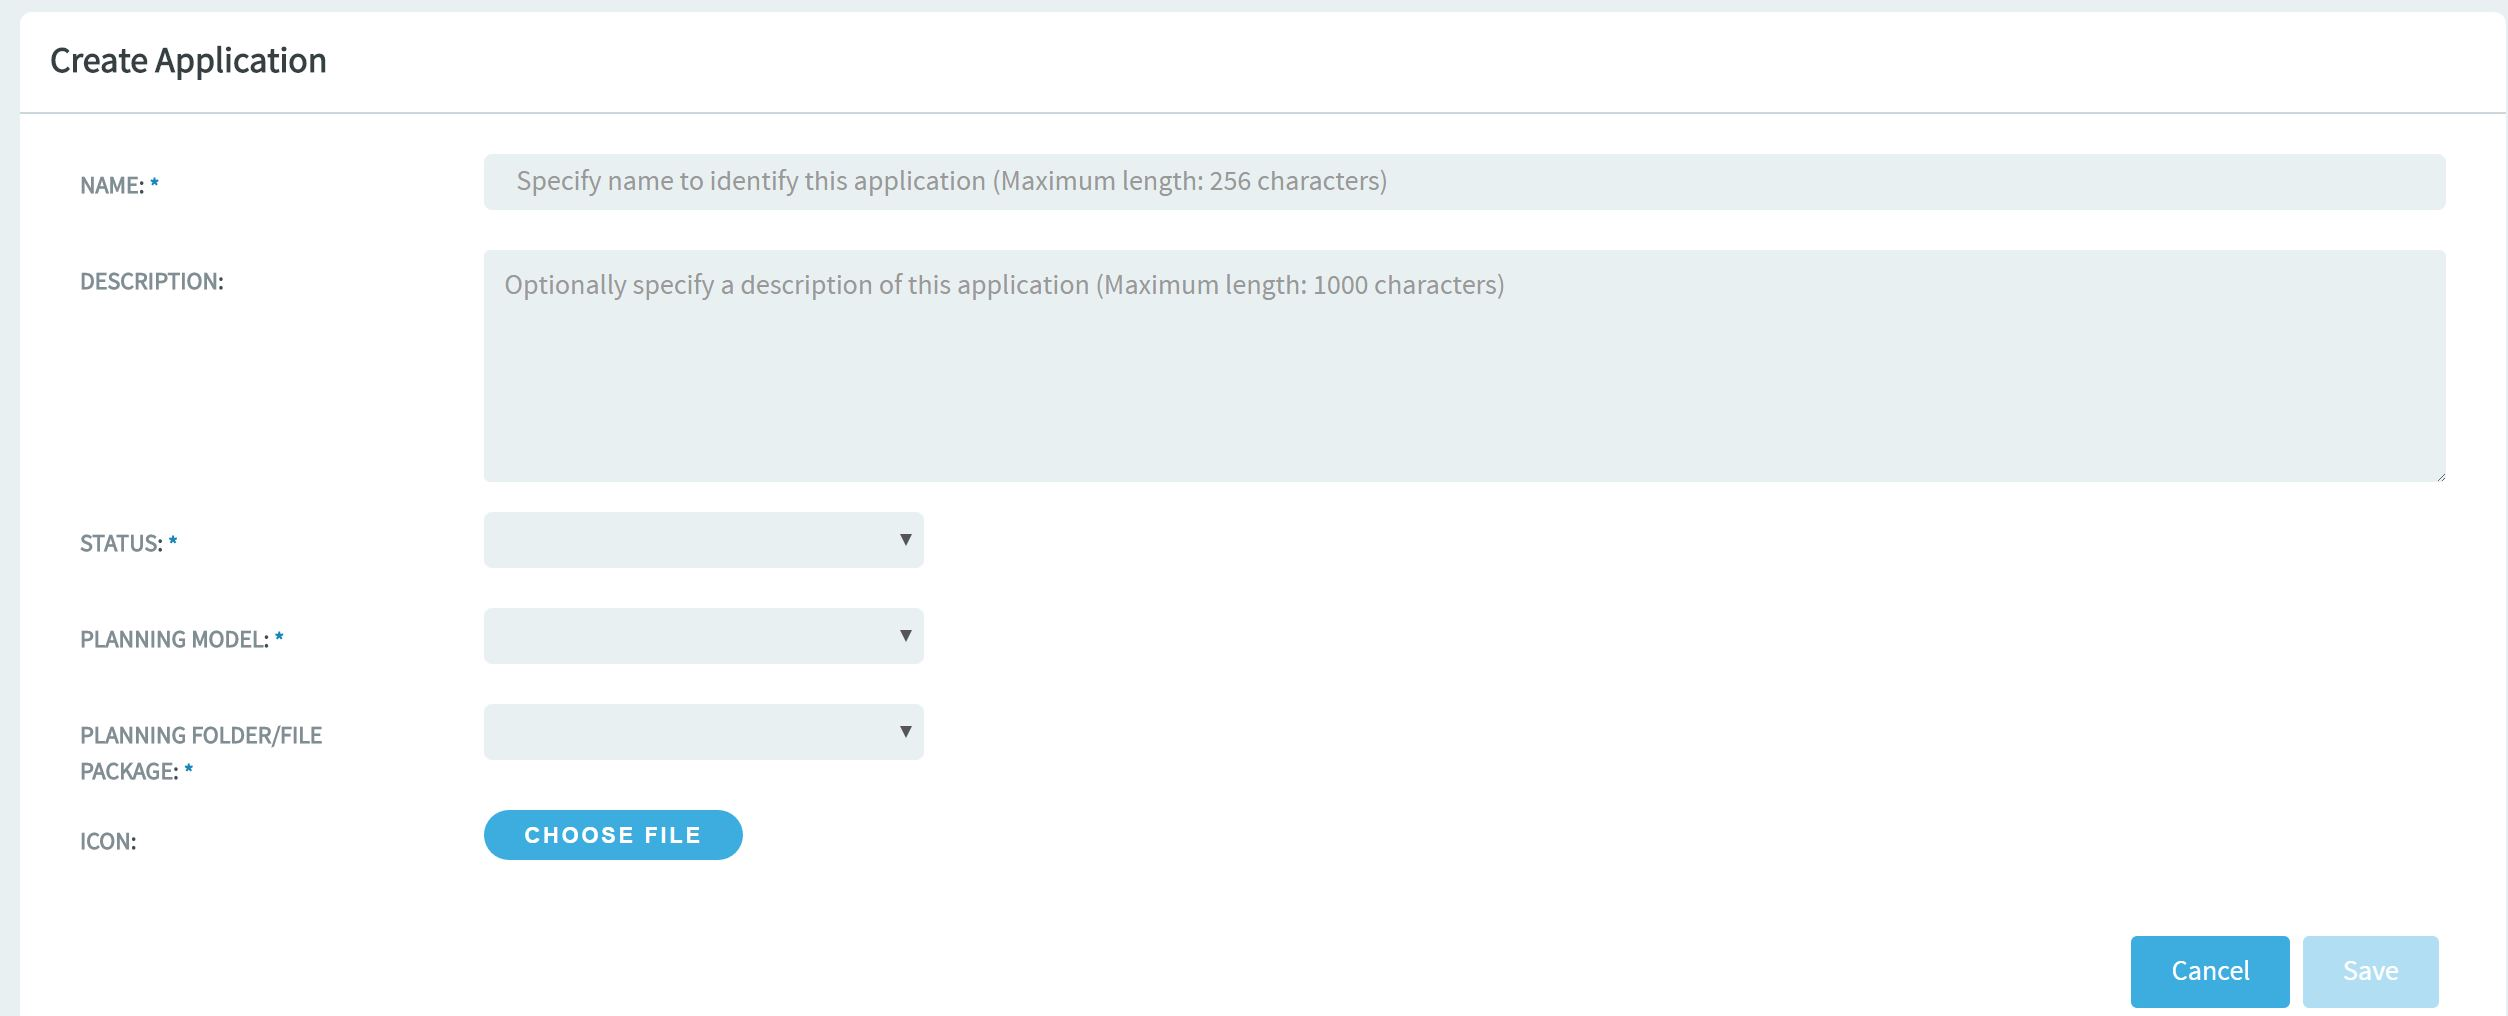 Create Application
NAME: *
Specify name to identify this application (Maximum length: 256 characters)
DESCRIPTION:
Optionally specify a description of this application (Maximum length: 1000 characters)
STATUS: *
PLANNING MODEL: *
PLANNING FOLDER/FILE
PACKAGE: *
ICON:
CHOOSE FILE
Cancel
Save